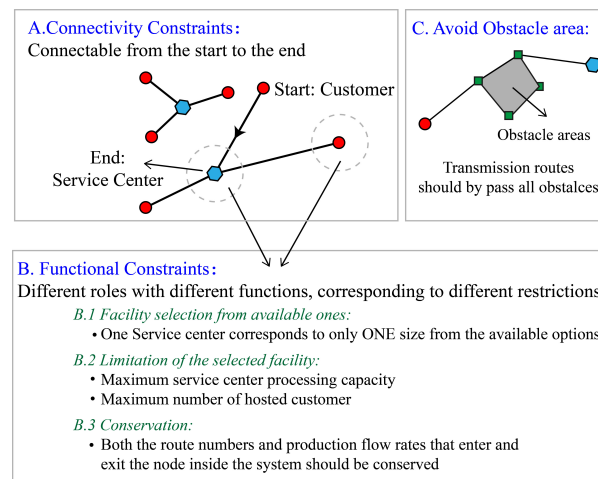 A.Connectivity Constraints:
Connectable from the start to the end
Start: Customer
End:
Service Center
C. Avoid Obstacle area:
Obstacle areas
Transmission routes
should by pass all obstalces
B. Functional Constraints:
Different roles with different functions, corresponding to different restrictions
B.1 Facility selection from available ones:
• One Service center corresponds to only ONE size from the available options
B.2 Limitation of the selected facility:
• Maximum service center processing capacity
• Maximum number of hosted customer
B.3 Conservation:
• Both the route numbers and production flow rates that enter and
exit the node inside the system should be conserved